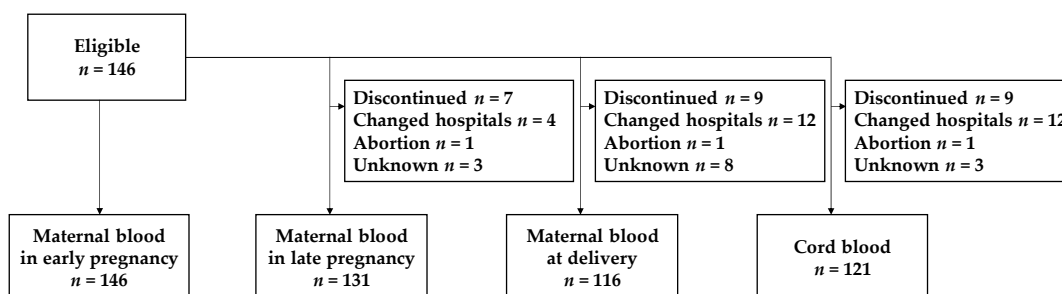 Eligible
n = 146
Discontinued n = 7
Changed hospitals n = 4
Abortion n = 1
Unknown n = 3
Discontinued n = 9
Changed hospitals n = 12
Abortion n = 1
Unknown n = 8
Discontinued n = 9
Changed hospitals n = 12
Abortion n = 1
Unknown n = 3
Maternal blood
in early pregnancy
n = 146
Maternal blood
in late pregnancy
n = 131
Maternal blood
at delivery
n = 116
Cord blood
n = 121